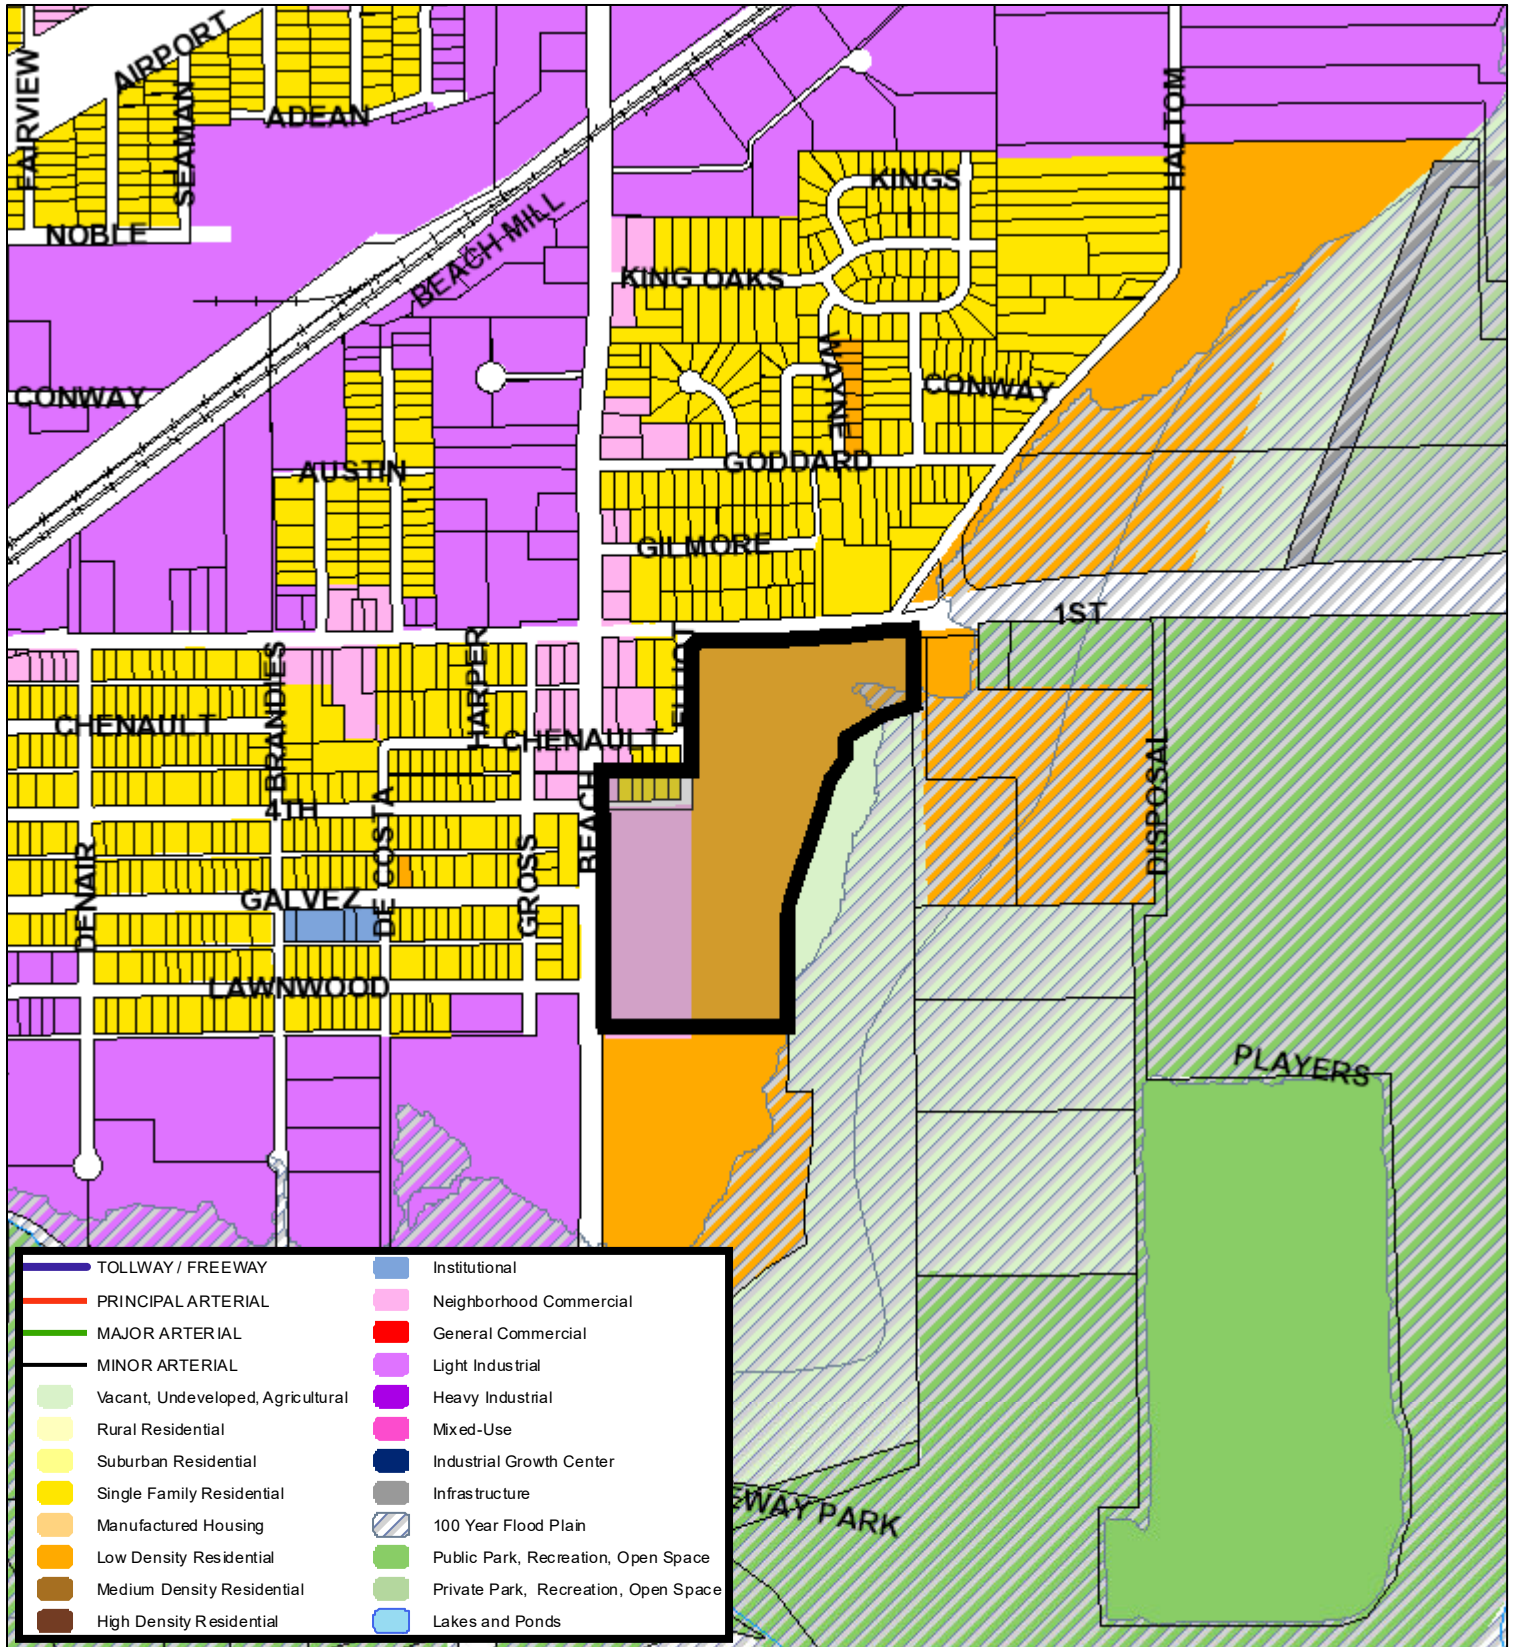 AIRPORT
FAIRVIEW
SEAMAN
ADEAN
NOBLE
BEACH MILL
HALTOM
KINGS
KING OAKS
CONWAY
WAYNE
CONWAY
AUSTIN
GODDARD
GILMORE
1ST
BRANDIES
HARPER
ELLIOT
CHENAULT
CHENAULT
4TH
DE COSTA
BEACH
DISPOSAL
DENAIR
GALVEZ
GROSS
LAWNWOOD
PLAYERS
EWAY PARK
TOLLWAY / FREEWAY
PRINCIPAL ARTERIAL
MAJOR ARTERIAL
MINOR ARTERIAL
Vacant, Undeveloped, Agricultural
Rural Residential
Suburban Residential
Single Family Residential
Manufactured Housing
Low Density Residential
Medium Density Residential
High Density Residential
Institutional
Neighborhood Commercial
General Commercial
Light Industrial
Heavy Industrial
Mixed-Use
Industrial Growth Center
Infrastructure
100 Year Flood Plain
Public Park, Recreation, Open Space
Private Park, Recreation, Open Space
Lakes and Ponds